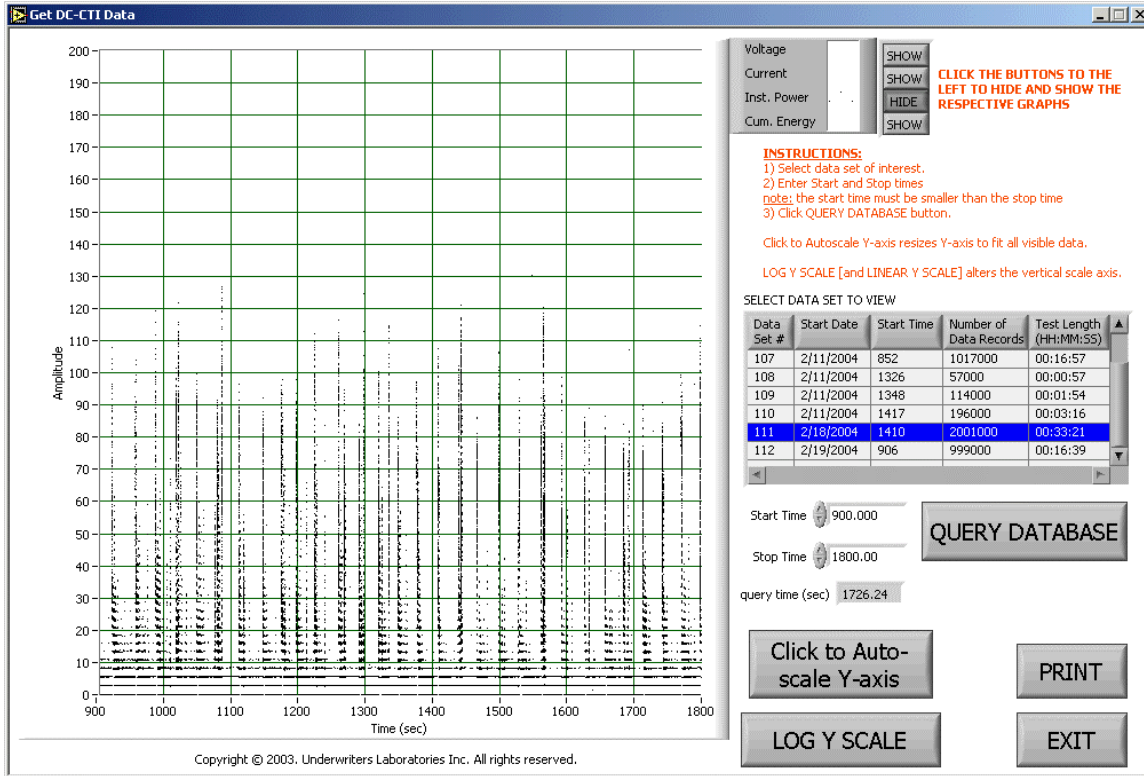 Get DC-CTI Data
200
190
180
170
160
150
140
130
120
110
100
90
80
70
60
50
40
30
20
10
0
Amplitude
900 1000 1100 1200 1300 1400 1500 1600 1700 1800
Time (sec)
Copyright © 2003. Underwriters Laboratories Inc. All rights reserved.
Voltage SHOW
Current SHOW
Inst. Power HIDE
Cum. Energy SHOW
CLICK THE BUTTONS TO THE
LEFT TO HIDE AND SHOW THE
RESPECTIVE GRAPHS
INSTRUCTIONS:
1) Select data set of interest.
2) Enter Start and Stop times
note: the start time must be smaller than the stop time
3) Click QUERY DATABASE button.
Click to Autoscale Y-axis resizes Y-axis to fit all visible data.
LOG Y SCALE [and LINEAR Y SCALE] alters the vertical scale axis.
SELECT DATA SET TO VIEW
Data Start Date Start Time Number of Test Length
Set # Data Records (HH:MM:SS)
107 2/11/2004 852 1017000 00:16:57
108 2/11/2004 1326 57000 00:00:57
109 2/11/2004 1348 114000 00:01:54
110 2/11/2004 1417 196000 00:03:16
111 2/18/2004 1410 2001000 00:33:21
112 2/19/2004 906 999000 00:16:39
Start Time 900.000
Stop Time 1800.00
QUERY DATABASE
query time (sec) 1726.24
Click to Auto-
scale Y-axis
PRINT
LOG Y SCALE
EXIT